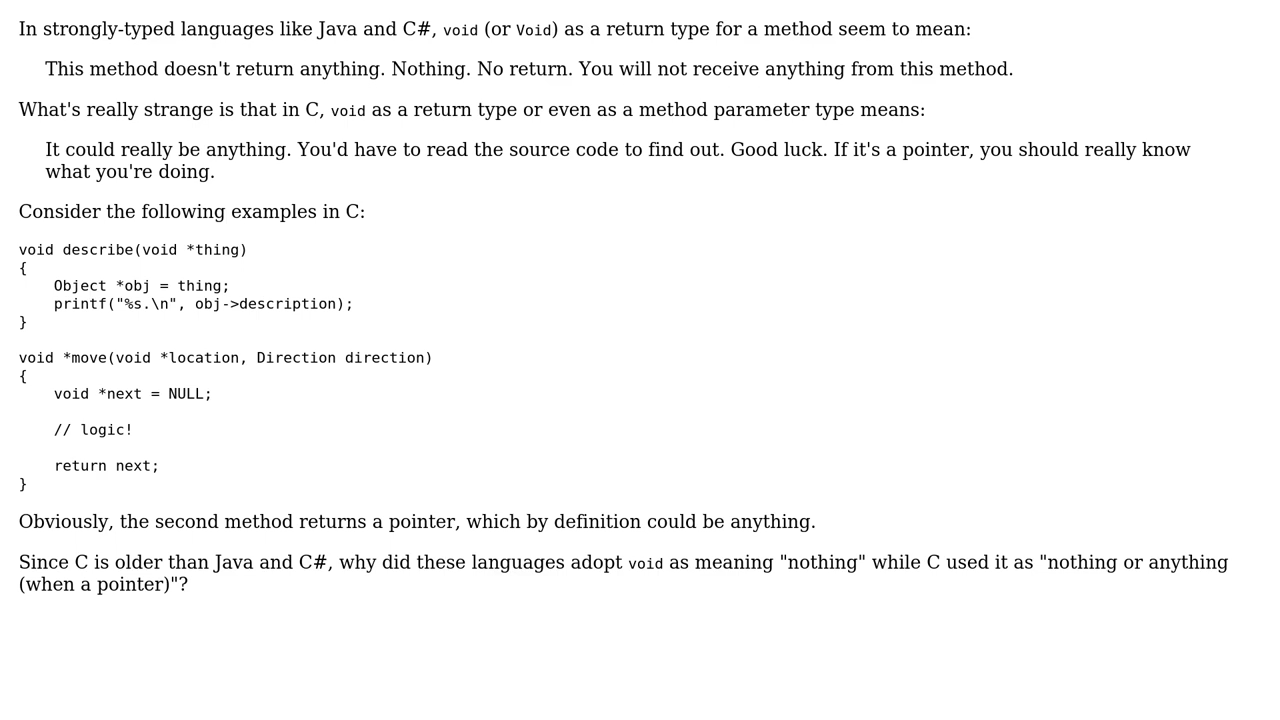 In strongly-typed languages like Java and C#, void (or Void) as a return type for a method seem to mean:
This method doesn't return anything. Nothing. No return. You will not receive anything from this method.
What's really strange is that in C, void as a return type or even as a method parameter type means:
It could really be anything. You'd have to read the source code to find out. Good luck. If it's a pointer, you should really know
what you're doing.
Consider the following examples in C:
void describe(void *thing)
{
    Object *obj = thing;
    printf("%s.\n", obj->description);
}
void *move(void *location, Direction direction)
{
    void *next = NULL;
    // logic!
    return next;
}
Obviously, the second method returns a pointer, which by definition could be anything.
Since C is older than Java and C#, why did these languages adopt void as meaning "nothing" while C used it as "nothing or anything
(when a pointer)"?